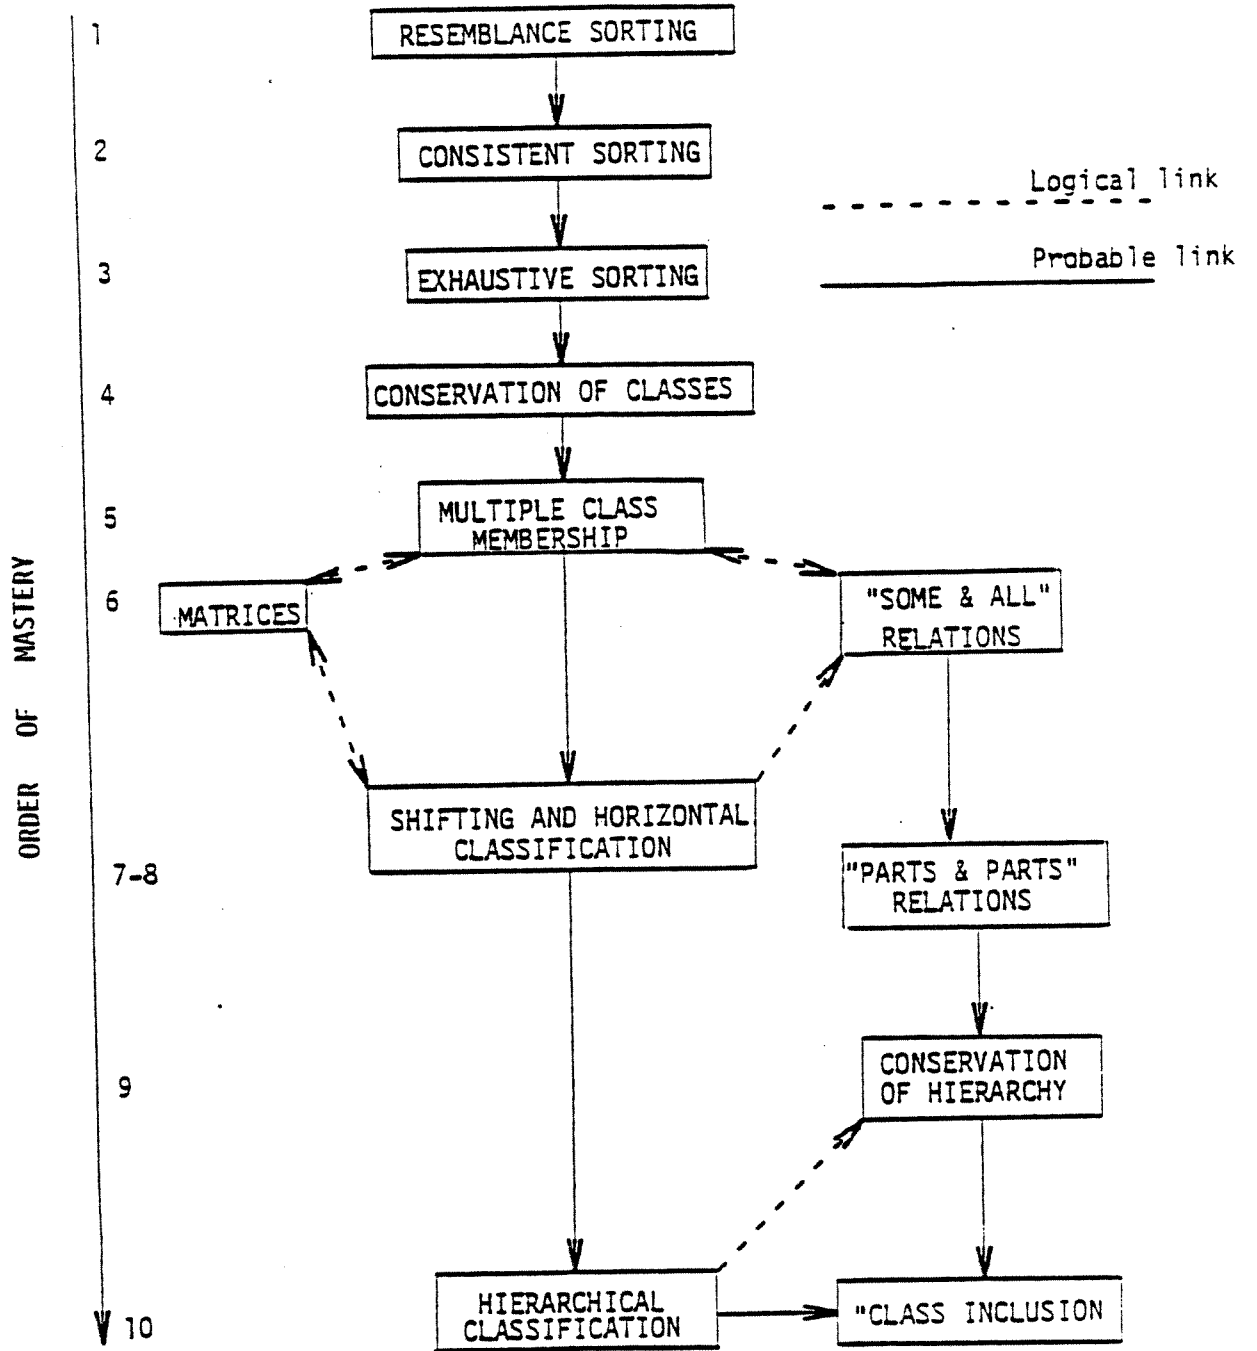 1
RESEMBLANCE SORTING
2
CONSISTENT SORTING
Logical link
3
EXHAUSTIVE SORTING
Probable link
4
CONSERVATION OF CLASSES
5
MULTIPLE CLASS
MEMBERSHIP
6
MATRICES
"SOME & ALL"
RELATIONS
ORDER OF MASTERY
SHIFTING AND HORIZONTAL
CLASSIFICATION
7-8
"PARTS & PARTS"
RELATIONS
9
CONSERVATION
OF HIERARCHY
10
HIERARCHICAL
CLASSIFICATION
"CLASS INCLUSION